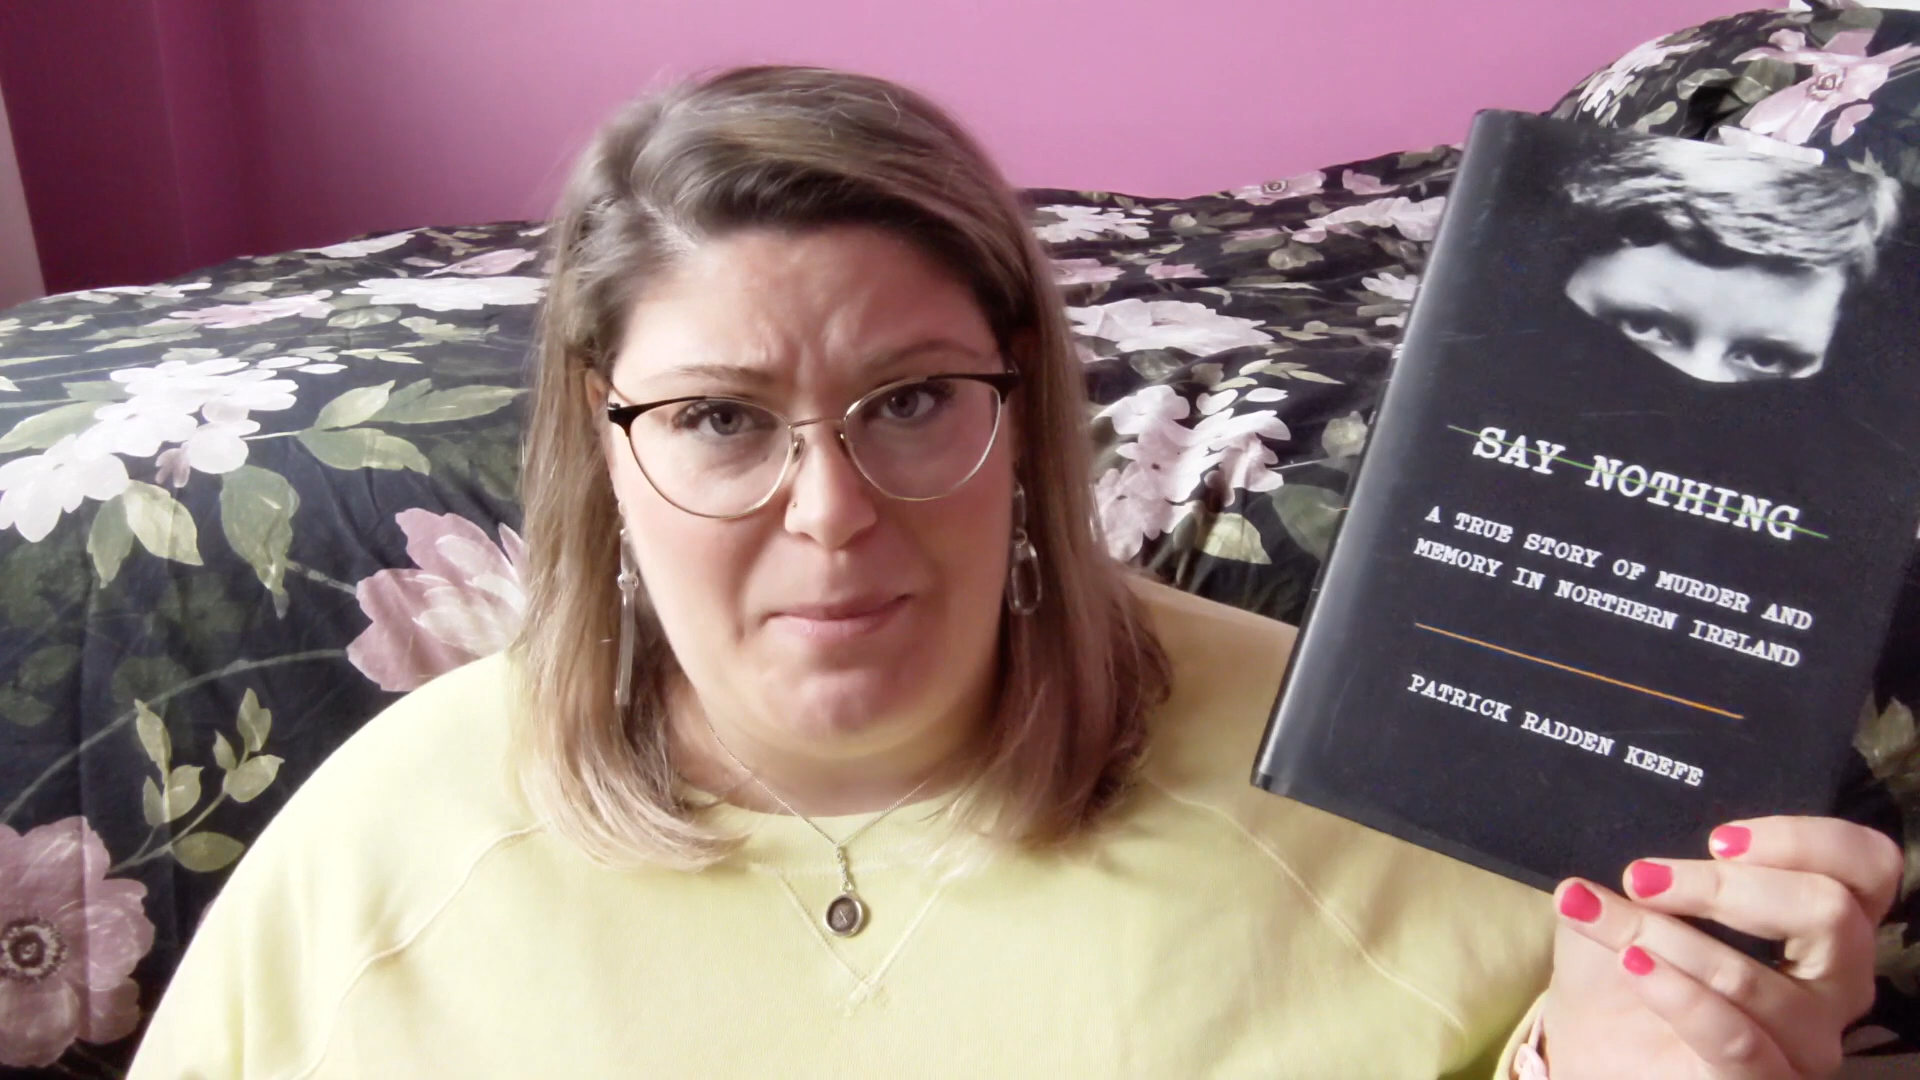 SAY NOTHING
A TRUE STORY OF MURDER AND
MEMORY IN NORTHERN IRELAND
PATRICK RADDEN KEEFE